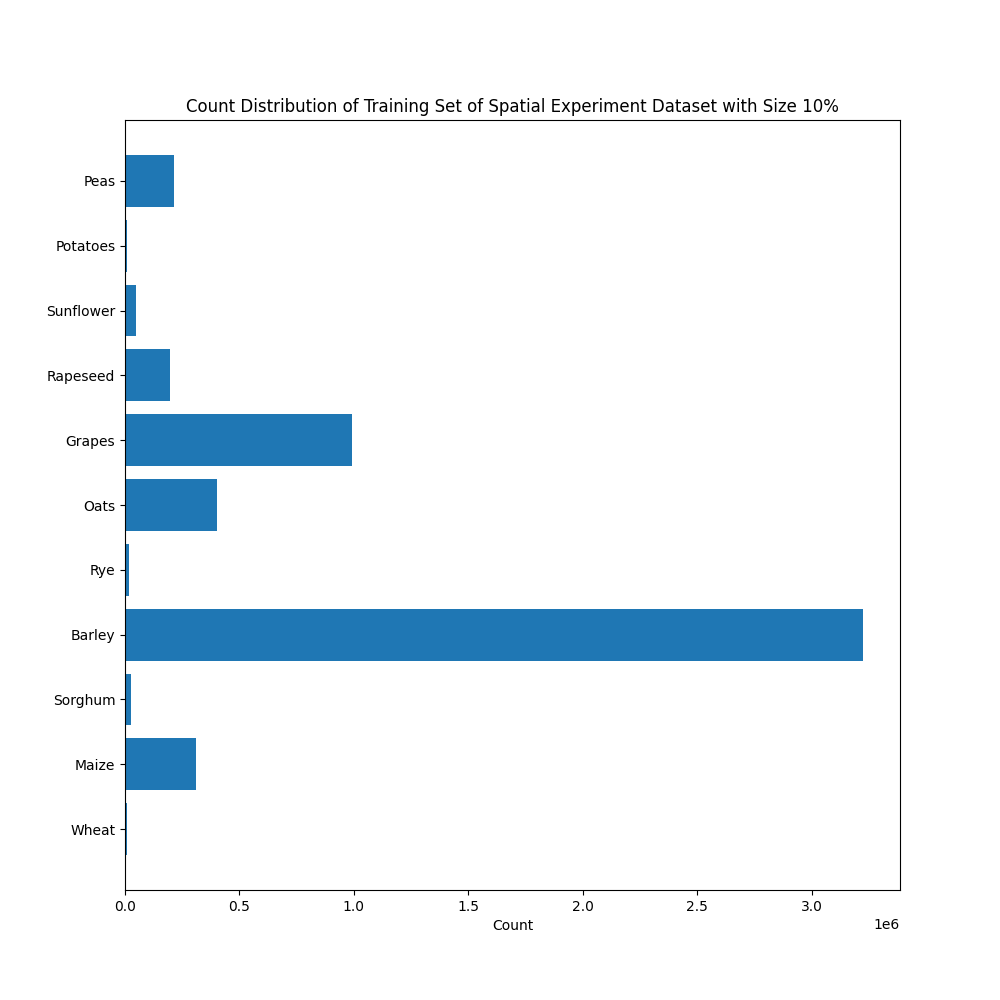 Count Distribution of Training Set of Spatial Experiment Dataset with Size 10%
Peas
Potatoes
Sunflower
Rapeseed
Grapes
Oats
Rye
Barley
Sorghum
Maize
Wheat
0.0 0.5 1.0 1.5 2.0 2.5 3.0
Count
1e6